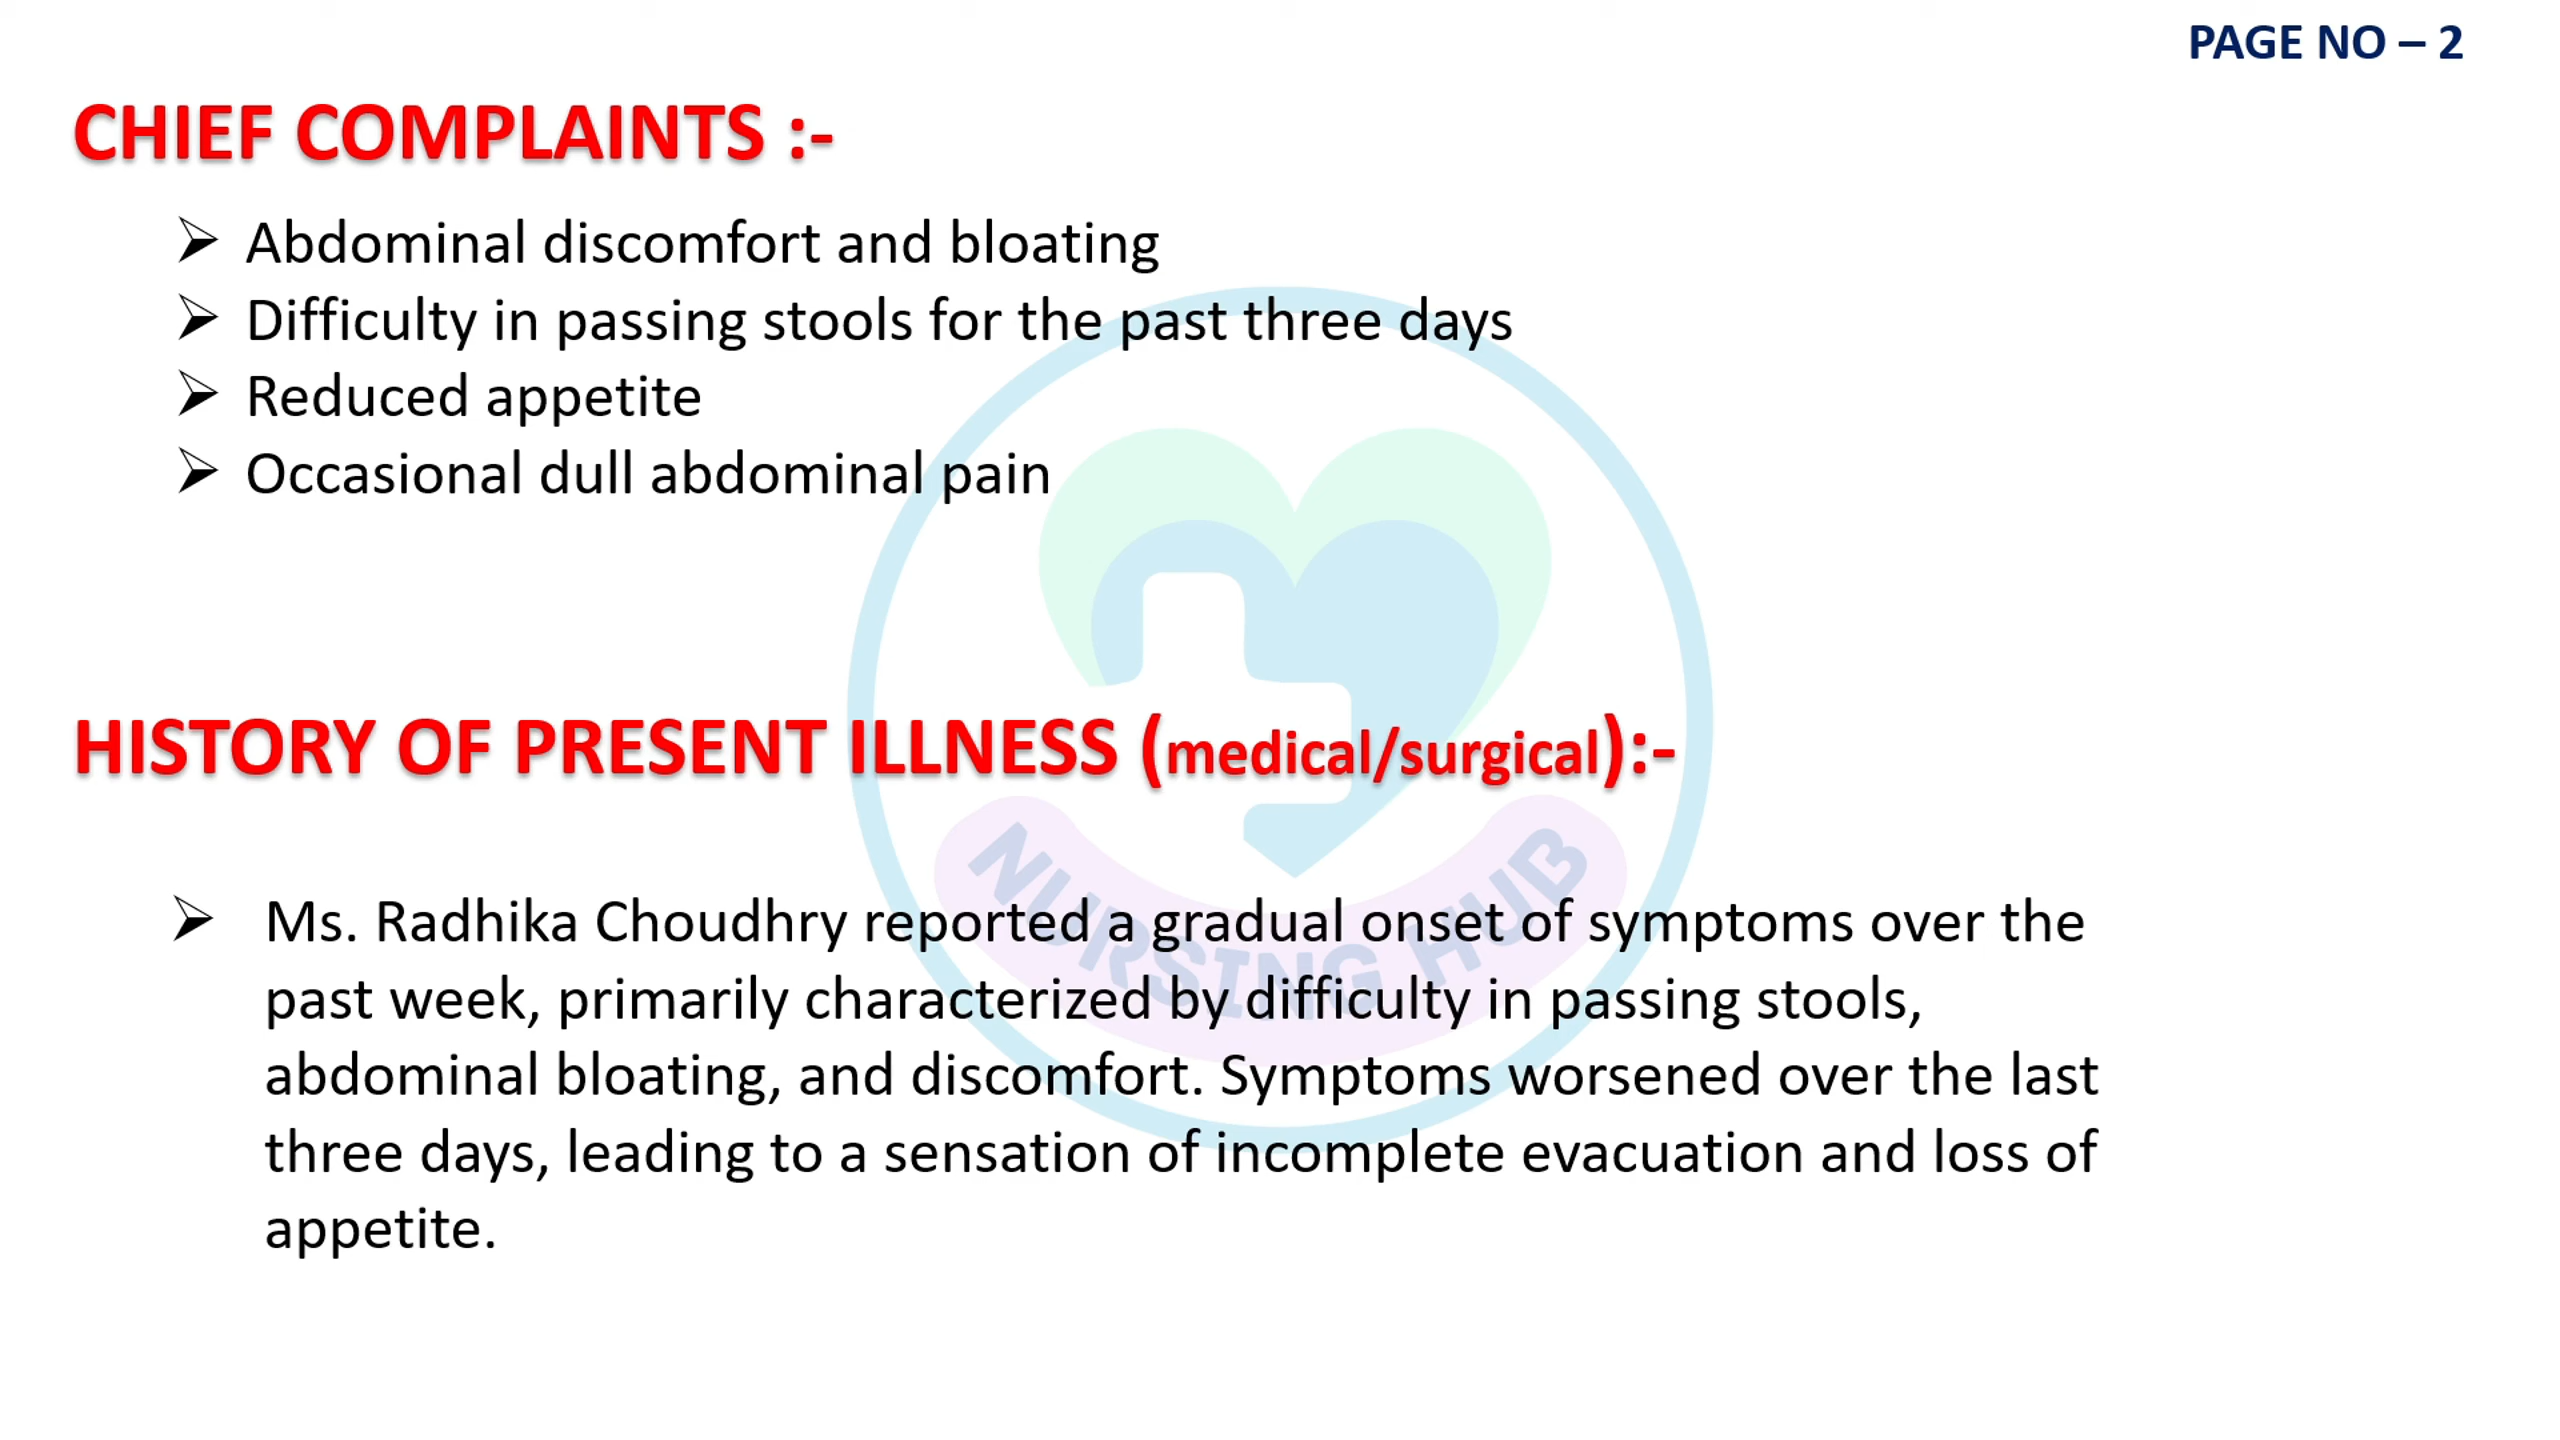 PAGE NO – 2
CHIEF COMPLAINTS :-
➢ Abdominal discomfort and bloating
➢ Difficulty in passing stools for the past three days
➢ Reduced appetite
➢ Occasional dull abdominal pain
HISTORY OF PRESENT ILLNESS (medical/surgical):-
➢ Ms. Radhika Choudhry reported a gradual onset of symptoms over the
past week, primarily characterized by difficulty in passing stools,
abdominal bloating, and discomfort. Symptoms worsened over the last
three days, leading to a sensation of incomplete evacuation and loss of
appetite.
NURSING HUB